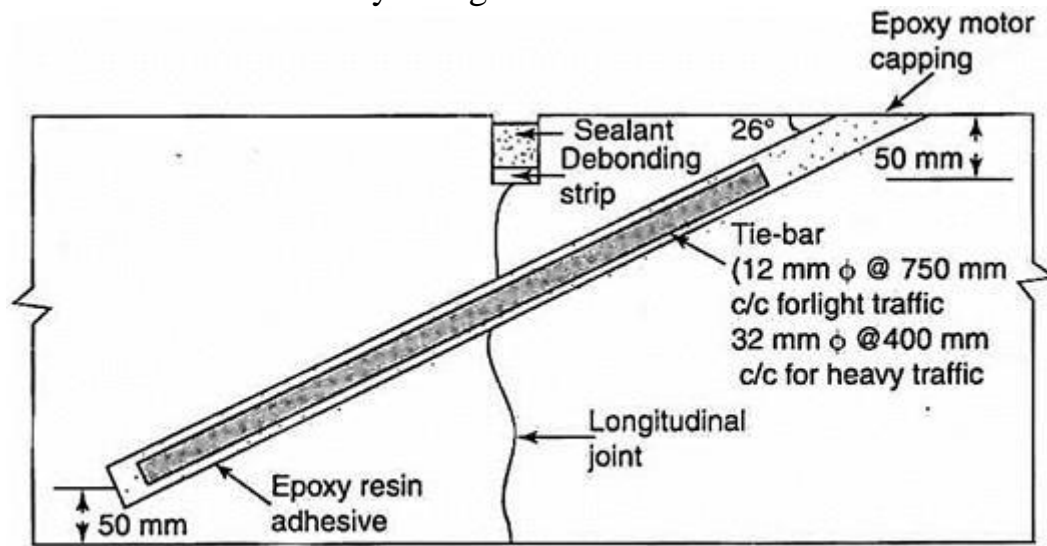 Epoxy motor
capping
Sealant
Debonding
strip
26°
50 mm
Tie-bar
(12 mm ϕ @ 750 mm
c/c forlight traffic
32 mm ϕ @400 mm
c/c for heavy traffic
Longitudinal
joint
Epoxy resin
adhesive
50 mm